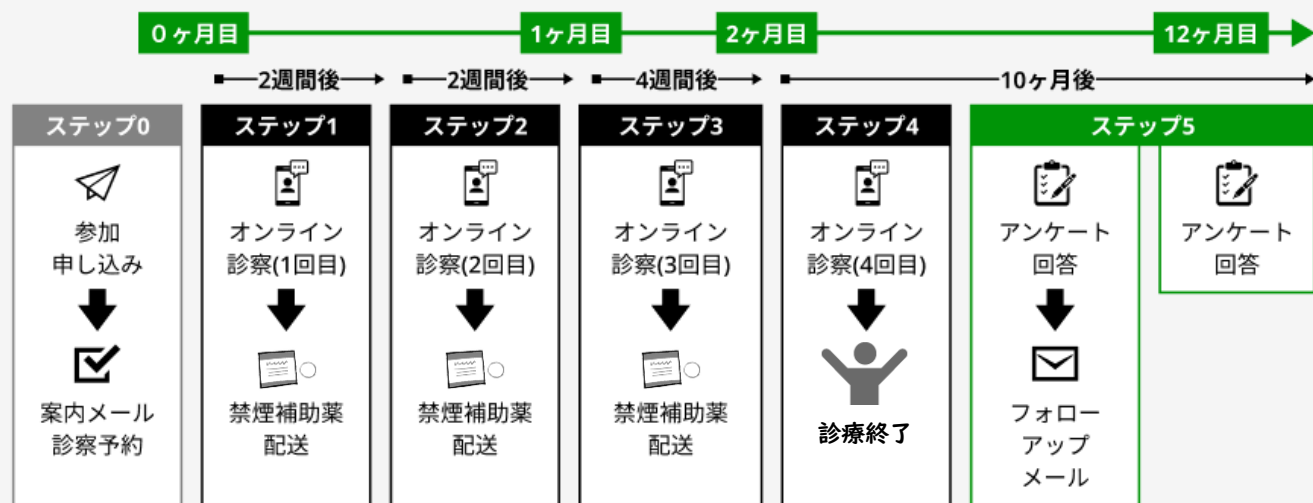 0ヶ月目
1ヶ月目
2ヶ月目
12ヶ月目
2週間後
2週間後
4週間後
10ヶ月後
ステップ0
参加
申し込み
案内メール
診察予約
ステップ1
オンライン
診察(1回目)
禁煙補助薬
配送
ステップ2
オンライン
診察(2回目)
禁煙補助薬
配送
ステップ3
オンライン
診察(3回目)
禁煙補助薬
配送
ステップ4
オンライン
診察(4回目)
診療終了
ステップ5
アンケート
回答
フォロー
アップ
メール
アンケート
回答